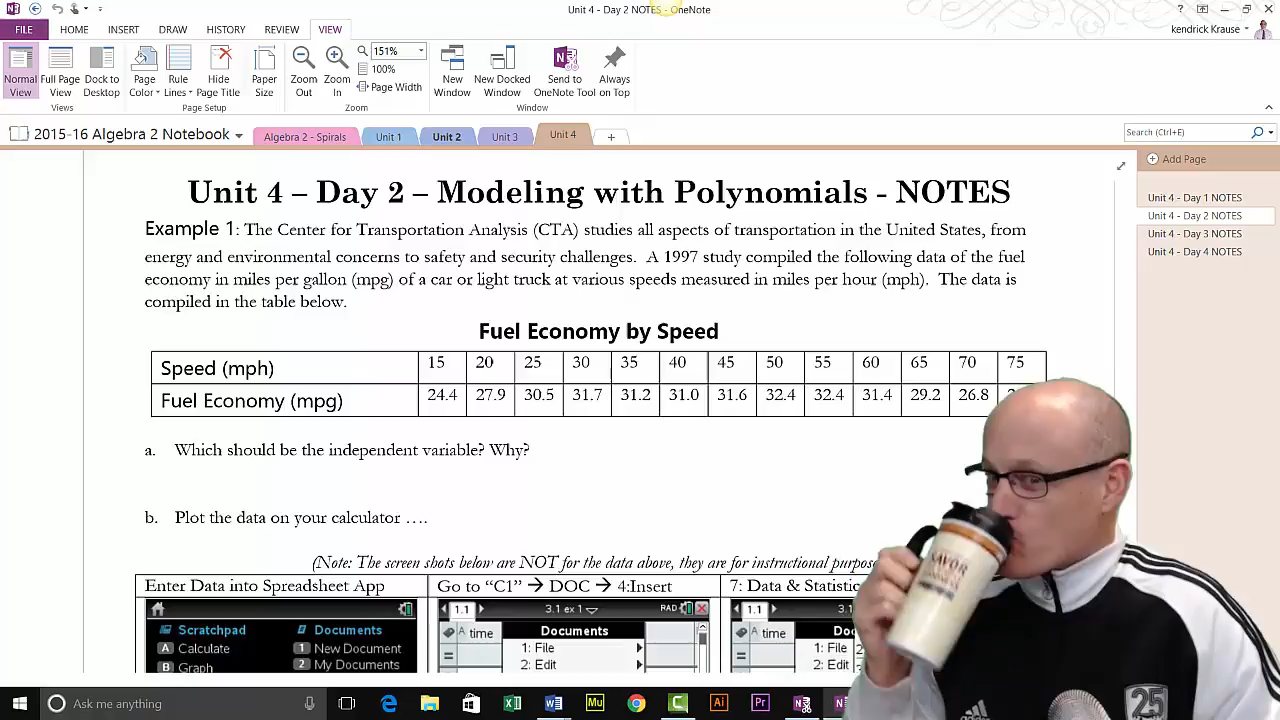 Unit 4 - Day 2 NOTES - OneNote
FILE HOME INSERT DRAW HISTORY REVIEW VIEW
kendrick Krause
Normal View
Full Page View
Dock to Desktop
Page Color
Rule Lines
Hide Page Title
Paper Size
Zoom Out
Zoom In
151%
100%
Page Width
New Window
New Docked Window
Send to OneNote Tool
Always on Top
Views Page Setup Zoom Window
2015-16 Algebra 2 Notebook Algebra 2 - Spirals Unit 1 Unit 2 Unit 3 Unit 4
Search (Ctrl+E)
Add Page
Unit 4 - Day 1 NOTES
Unit 4 - Day 2 NOTES
Unit 4 - Day 3 NOTES
Unit 4 - Day 4 NOTES
Unit 4 – Day 2 – Modeling with Polynomials - NOTES
Example 1: The Center for Transportation Analysis (CTA) studies all aspects of transportation in the United States, from
energy and environmental concerns to safety and security challenges. A 1997 study compiled the following data of the fuel
economy in miles per gallon (mpg) of a car or light truck at various speeds measured in miles per hour (mph). The data is
compiled in the table below.
Fuel Economy by Speed
Speed (mph) 15 20 25 30 35 40 45 50 55 60 65 70 75
Fuel Economy (mpg) 24.4 27.9 30.5 31.7 31.2 31.0 31.6 32.4 32.4 31.4 29.2 26.8
a. Which should be the independent variable? Why?
b. Plot the data on your calculator ….
(Note: The screen shots below are NOT for the data above, they are for instructional purpos
Enter Data into Spreadsheet App Go to “C1” → DOC → 4:Insert 7: Data & Statistic
1.1 3.1 ex 1 RAD 1.1
Scratchpad Documents
A Calculate 1 New Document
B Graph 2 My Documents
A time Documents
1: File
2: Edit
A time
1: File
2: Edit
Ask me anything
25
adidas